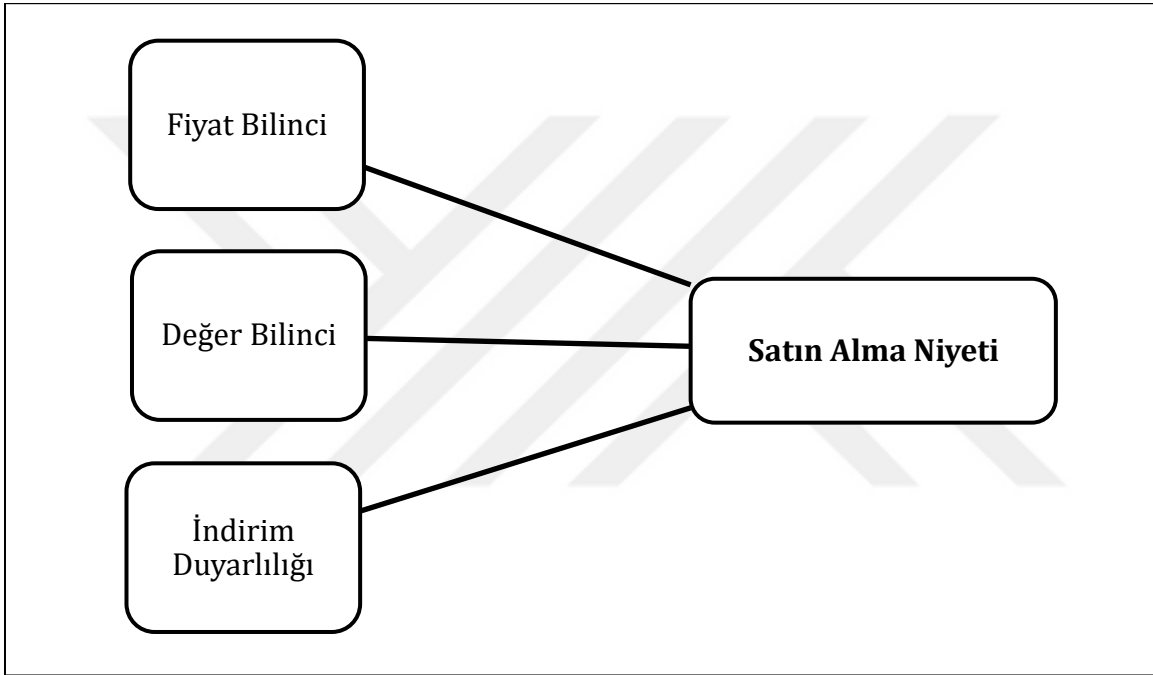 Fiyat Bilinci
Değer Bilinci
İndirim
Duyarlılığı
Satın Alma Niyeti